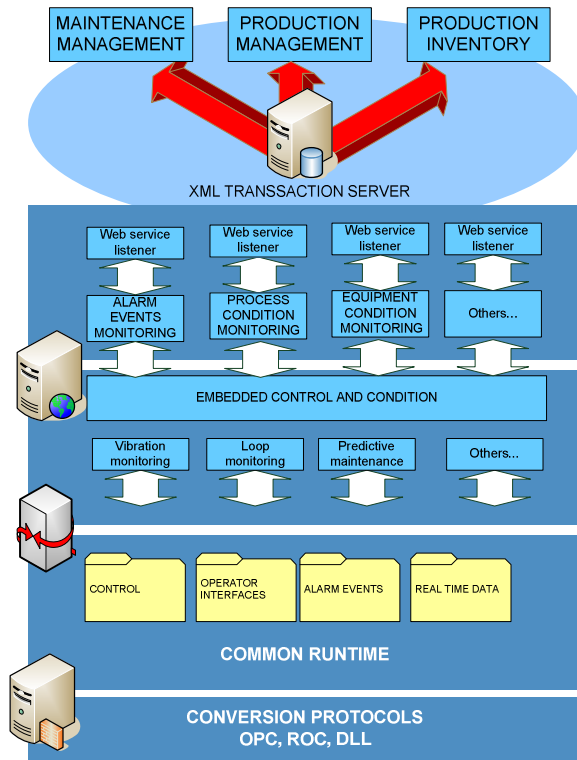 MAINTENANCE
MANAGEMENT
PRODUCTION
MANAGEMENT
PRODUCTION
INVENTORY
XML TRANSSACTION SERVER
Web service
listener
Web service
listener
Web service
listener
Web service
listener
ALARM
EVENTS
MONITORING
PROCESS
CONDITION
MONITORING
EQUIPMENT
CONDITION
MONITORING
Others...
EMBEDDED CONTROL AND CONDITION
Vibration
monitoring
Loop
monitoring
Predictive
maintenance
Others...
CONTROL
OPERATOR
INTERFACES
ALARM EVENTS
REAL TIME DATA
COMMON RUNTIME
CONVERSION PROTOCOLS
OPC, ROC, DLL